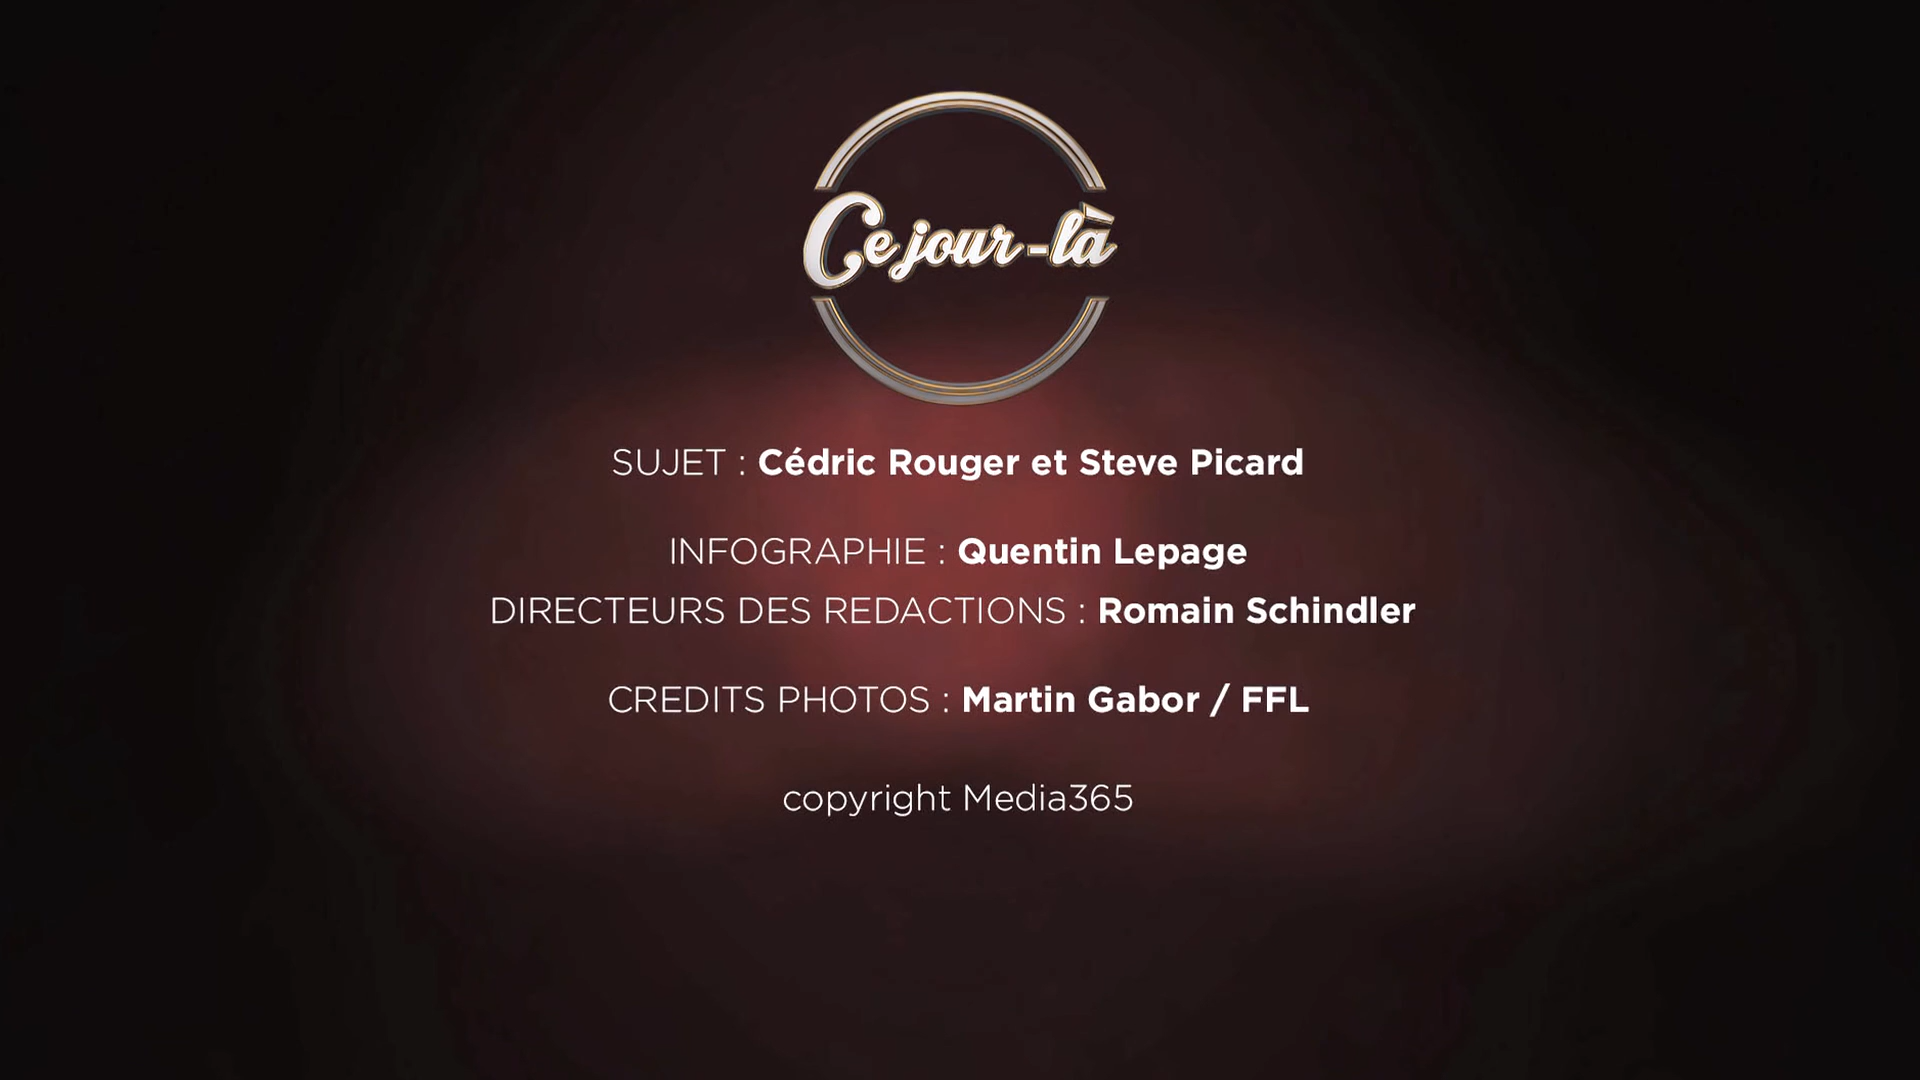 Ce jour-là
SUJET : Cédric Rouger et Steve Picard
INFOGRAPHIE : Quentin Lepage
DIRECTEURS DES REDACTIONS : Romain Schindler
CREDITS PHOTOS : Martin Gabor / FFL
copyright Media365